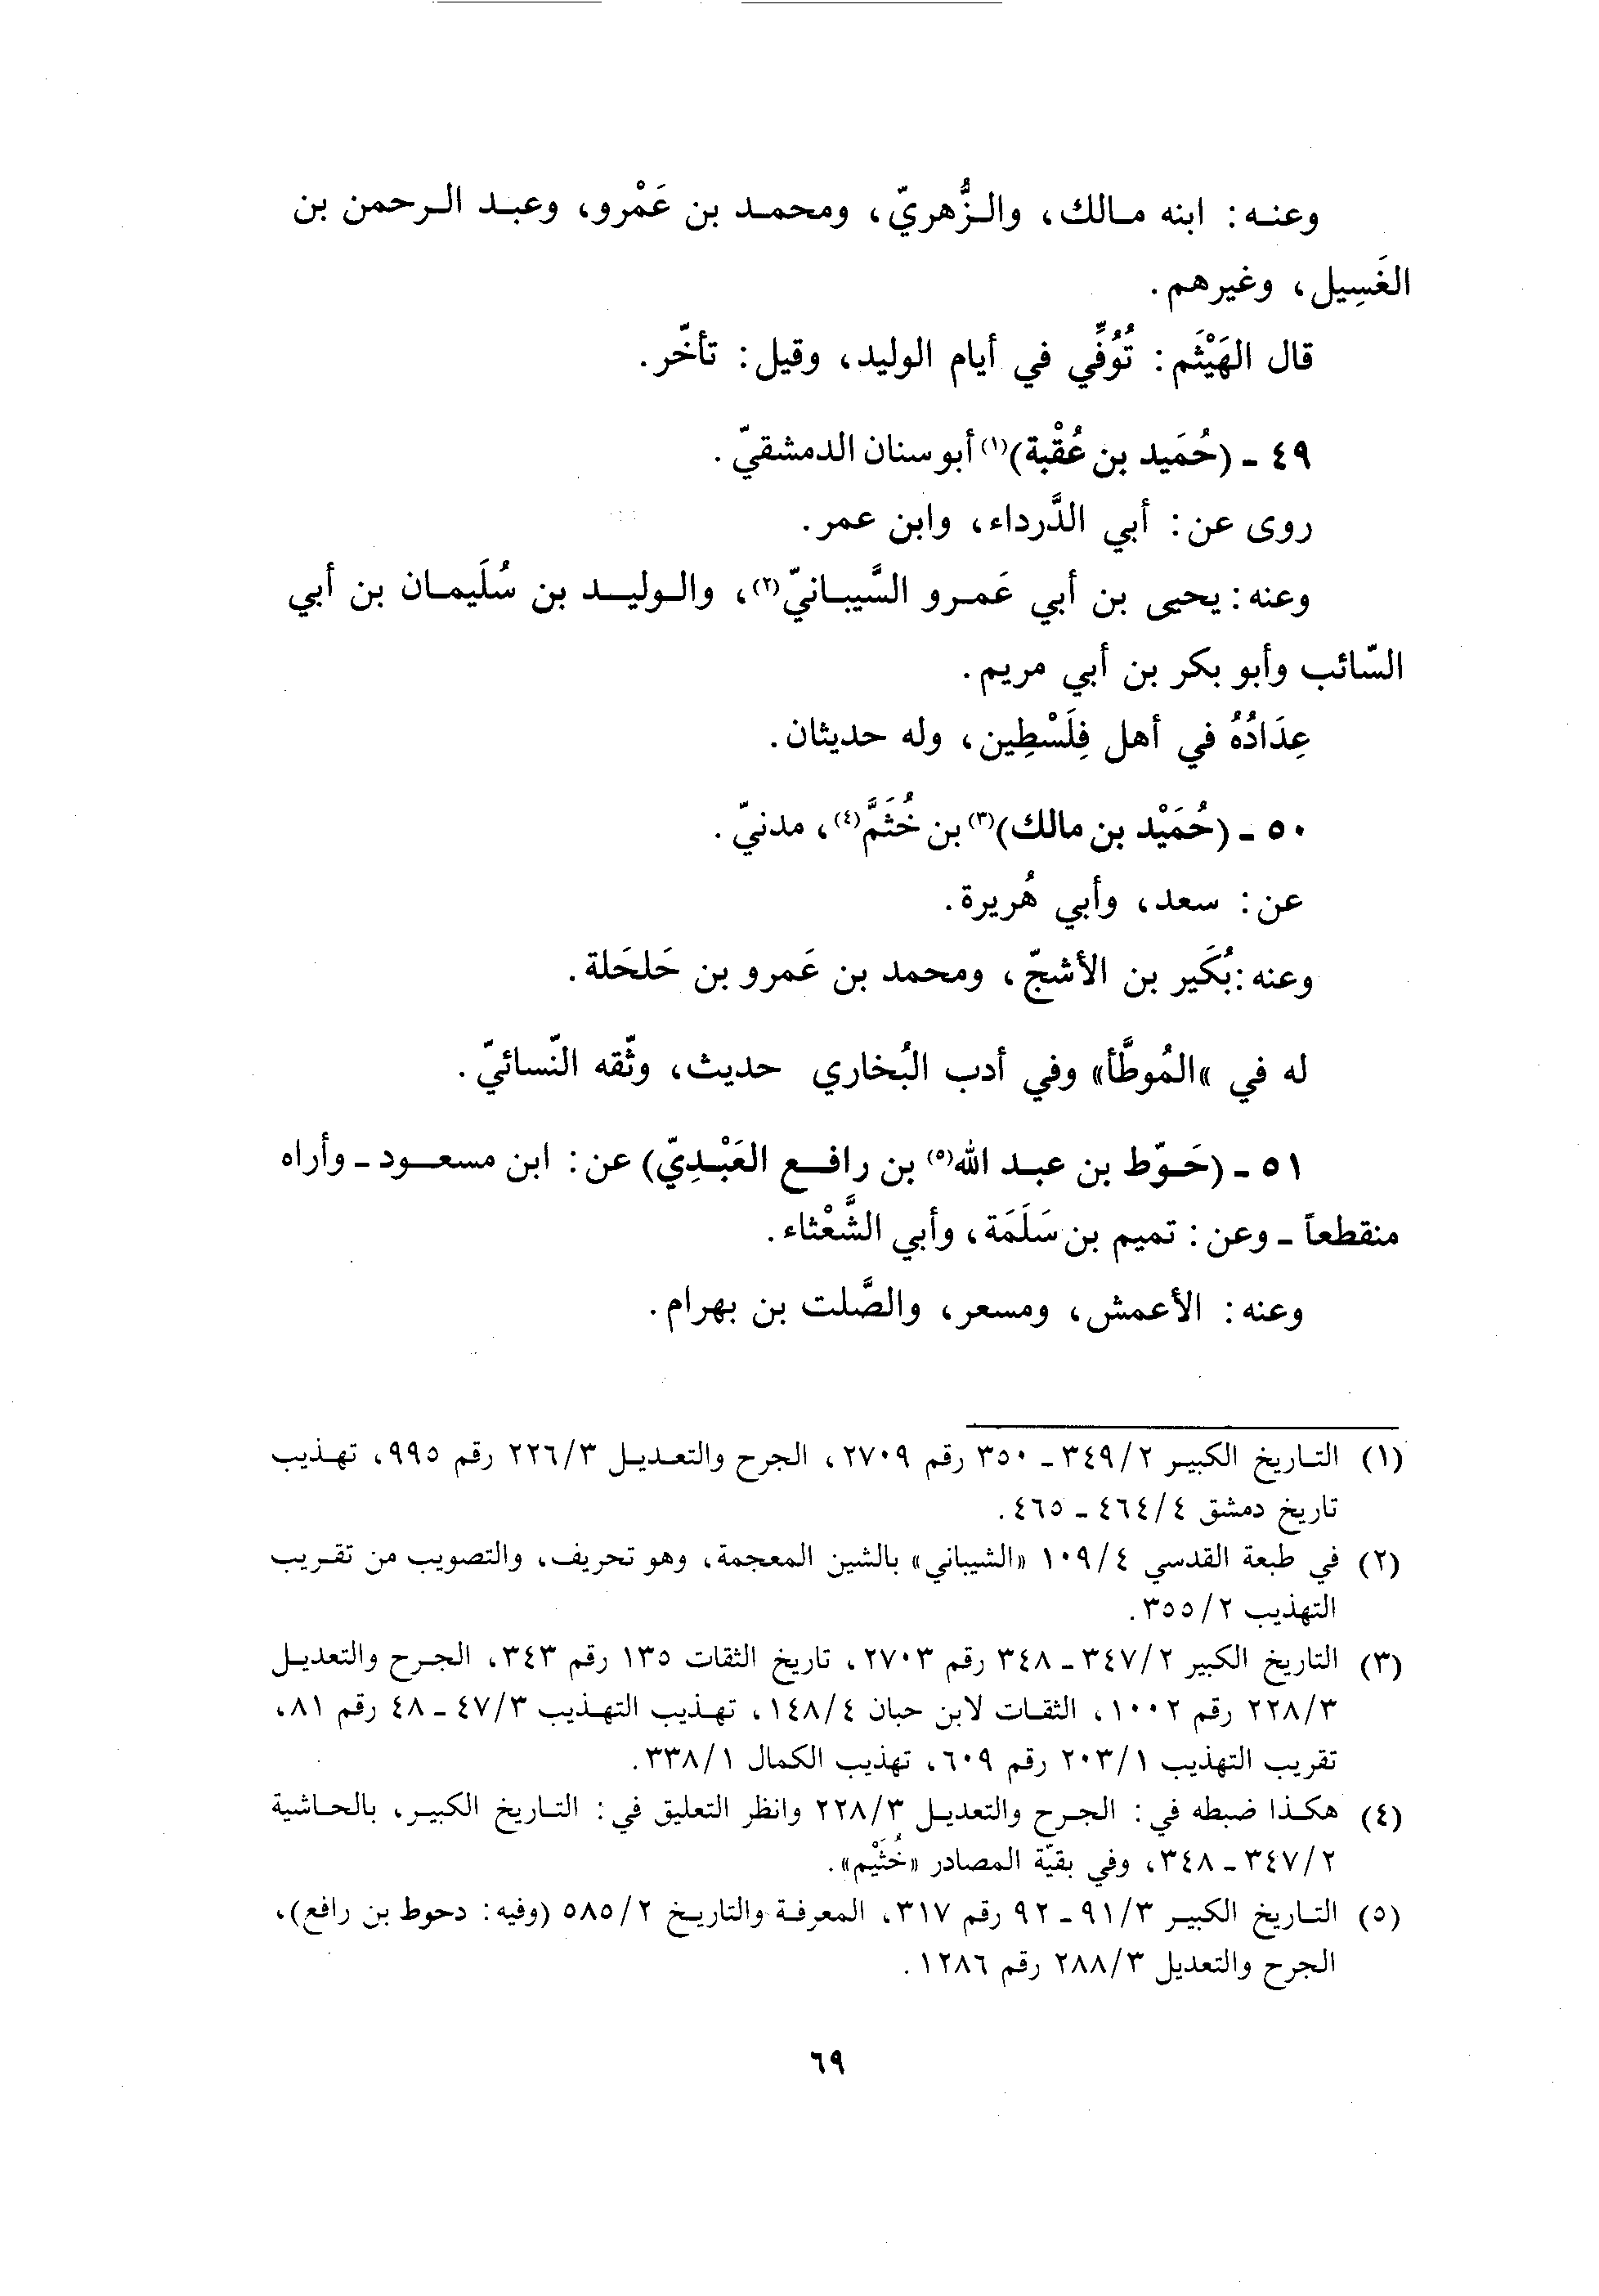 وعنه: ابنه مالك، والزُّهريّ، ومحمد بن عَمْرو، وعبد الرحمن بن
الغَسِيل، وغيرهم.
قال الهَيْثَم: تُوُفِّي في أيام الوليد، وقيل: تأخّر.
٤٩ - (حُمَيد بن عُقْبة)(١) أبو سنان الدمشقيّ.
روى عن: أبي الدَّرداء، وابن عمر.
وعنه: يحيى بن أبي عَمرو السَّيبانيّ(٢)، والوليد بن سُلَيمان بن أبي
السّائب وأبو بكر بن أبي مريم.
عِدَادُهُ في أهل فِلَسْطِين، وله حديثان.
٥٠ - (حُمَيْد بن مالك)(٣) بن خُثَمَّ(٤)، مدنيّ.
عن: سعد، وأبي هُريرة.
وعنه: بُكَير بن الأشجّ، ومحمد بن عَمرو بن حَلحَلة.
له في «المُوطَّأ» وفي أدب البُخاري حديث، وثّقه النّسائيّ.
٥١ - (حَوّط بن عبد الله(٥) بن رافع العَبْدِيّ) عن: ابن مسعود - وأراه
منقطعاً - وعن: تميم بن سَلَمَة، وأبي الشَّعْثاء.
وعنه: الأعمش، ومسعر، والصَّلت بن بهرام.
(١) التاريخ الكبير ٣٤٩/٢ - ٣٥٠ رقم ٢٧٠٩، الجرح والتعديل ٢٢٦/٣ رقم ٩٩٥، تهذيب
تاريخ دمشق ٤٦٤/٤ - ٤٦٥.
(٢) في طبعة القدسي ١٠٩/٤ «الشيباني» بالشين المعجمة، وهو تحريف، والتصويب من تقريب
التهذيب ٣٥٥/٢.
(٣) التاريخ الكبير ٣٤٧/٢ - ٣٤٨ رقم ٢٧٠٣، تاريخ الثقات ١٣٥ رقم ٣٤٣، الجرح والتعديل
٢٢٨/٣ رقم ١٠٠٢، الثقات لابن حبان ١٤٨/٤، تهذيب التهذيب ٤٧/٣ - ٤٨ رقم ٨١،
تقريب التهذيب ٢٠٣/١ رقم ٦٠٩، تهذيب الكمال ٣٣٨/١.
(٤) هكذا ضبطه في: الجرح والتعديل ٢٢٨/٣ وانظر التعليق في: التاريخ الكبير، بالحاشية
٣٤٧/٢ - ٣٤٨، وفي بقيّة المصادر «خُثَيْم».
(٥) التاريخ الكبير ٩١/٣ - ٩٢ رقم ٣١٧، المعرفة والتاريخ ٥٨٥/٢ (وفيه: دحوط بن رافع)،
الجرح والتعديل ٢٨٨/٣ رقم ١٢٨٦.
٦٩